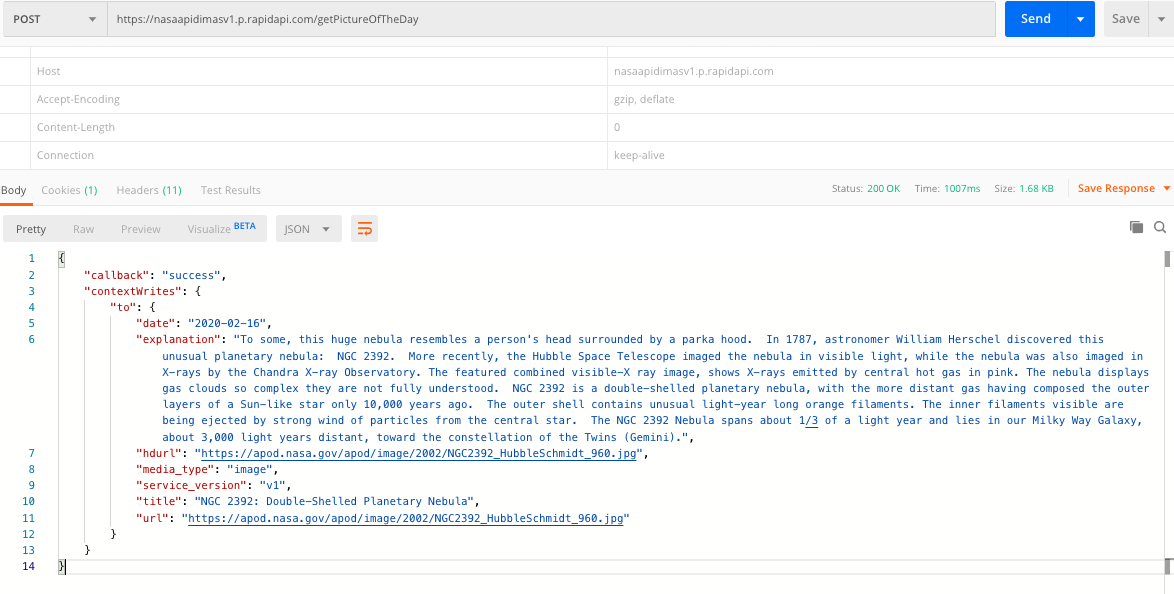 POST https://nasaapidimasv1.p.rapidapi.com/getPictureOfTheDay Send Save
Host nasaapidimasv1.p.rapidapi.com
Accept-Encoding gzip, deflate
Content-Length 0
Connection keep-alive
Body Cookies (1) Headers (11) Test Results Status: 200 OK Time: 1007ms Size: 1.68 KB Save Response
Pretty Raw Preview Visualize BETA JSON
1 {
2 "callback": "success",
3 "contextWrites": {
4 "to": {
5 "date": "2020-02-16",
6 "explanation": "To some, this huge nebula resembles a person's head surrounded by a parka hood.  In 1787, astronomer William Herschel discovered this
unusual planetary nebula:  NGC 2392.  More recently, the Hubble Space Telescope imaged the nebula in visible light, while the nebula was also imaged in
X-rays by the Chandra X-ray Observatory. The featured combined visible-X ray image, shows X-rays emitted by central hot gas in pink. The nebula displays
gas clouds so complex they are not fully understood.  NGC 2392 is a double-shelled planetary nebula, with the more distant gas having composed the outer
layers of a Sun-like star only 10,000 years ago.  The outer shell contains unusual light-year long orange filaments. The inner filaments visible are
being ejected by strong wind of particles from the central star.  The NGC 2392 Nebula spans about 1/3 of a light year and lies in our Milky Way Galaxy,
about 3,000 light years distant, toward the constellation of the Twins (Gemini).",
7 "hdurl": "https://apod.nasa.gov/apod/image/2002/NGC2392_HubbleSchmidt_960.jpg",
8 "media_type": "image",
9 "service_version": "v1",
10 "title": "NGC 2392: Double-Shelled Planetary Nebula",
11 "url": "https://apod.nasa.gov/apod/image/2002/NGC2392_HubbleSchmidt_960.jpg"
12 }
13 }
14 }